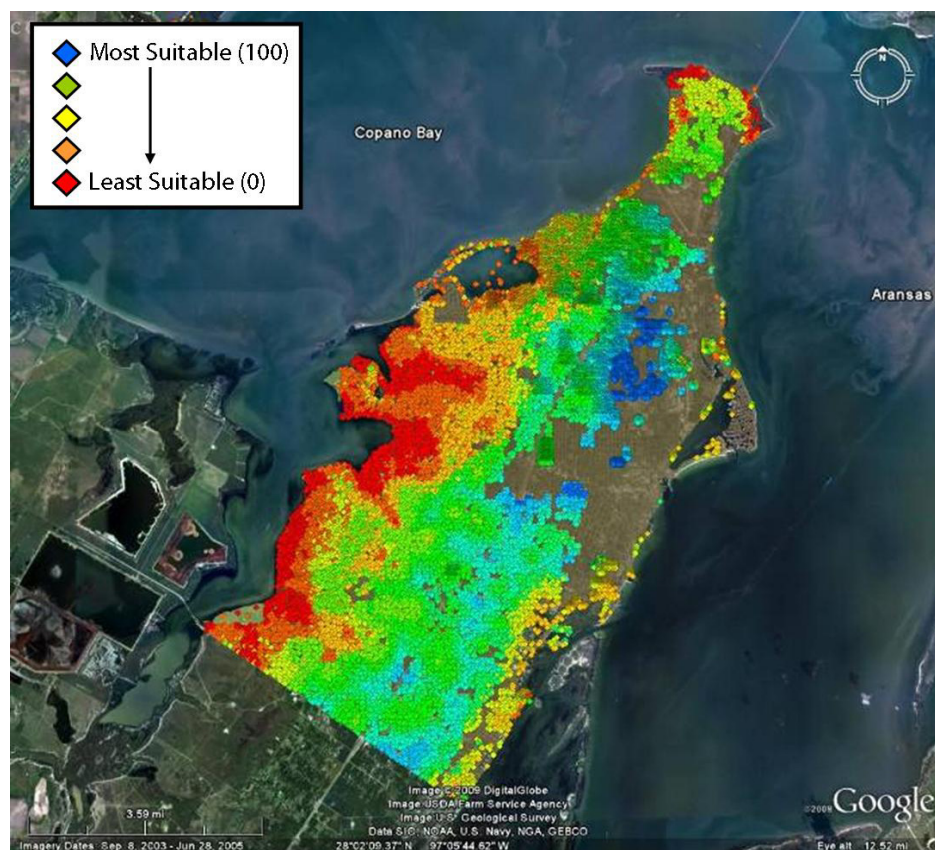 Most Suitable (100)
Least Suitable (0)
N
Copano Bay
Aransas
3.59 mi
Image © 2009 DigitalGlobe
Image USDA Farm Service Agency
Image U.S. Geological Survey
Data SIO, NOAA, U.S. Navy, NGA, GEBCO
©2009 Google
Imagery Dates: Sep 8, 2003 - Jun 28, 2005
28°02'09.37" N 97°05'44.62" W
Eye alt 12.52 mi